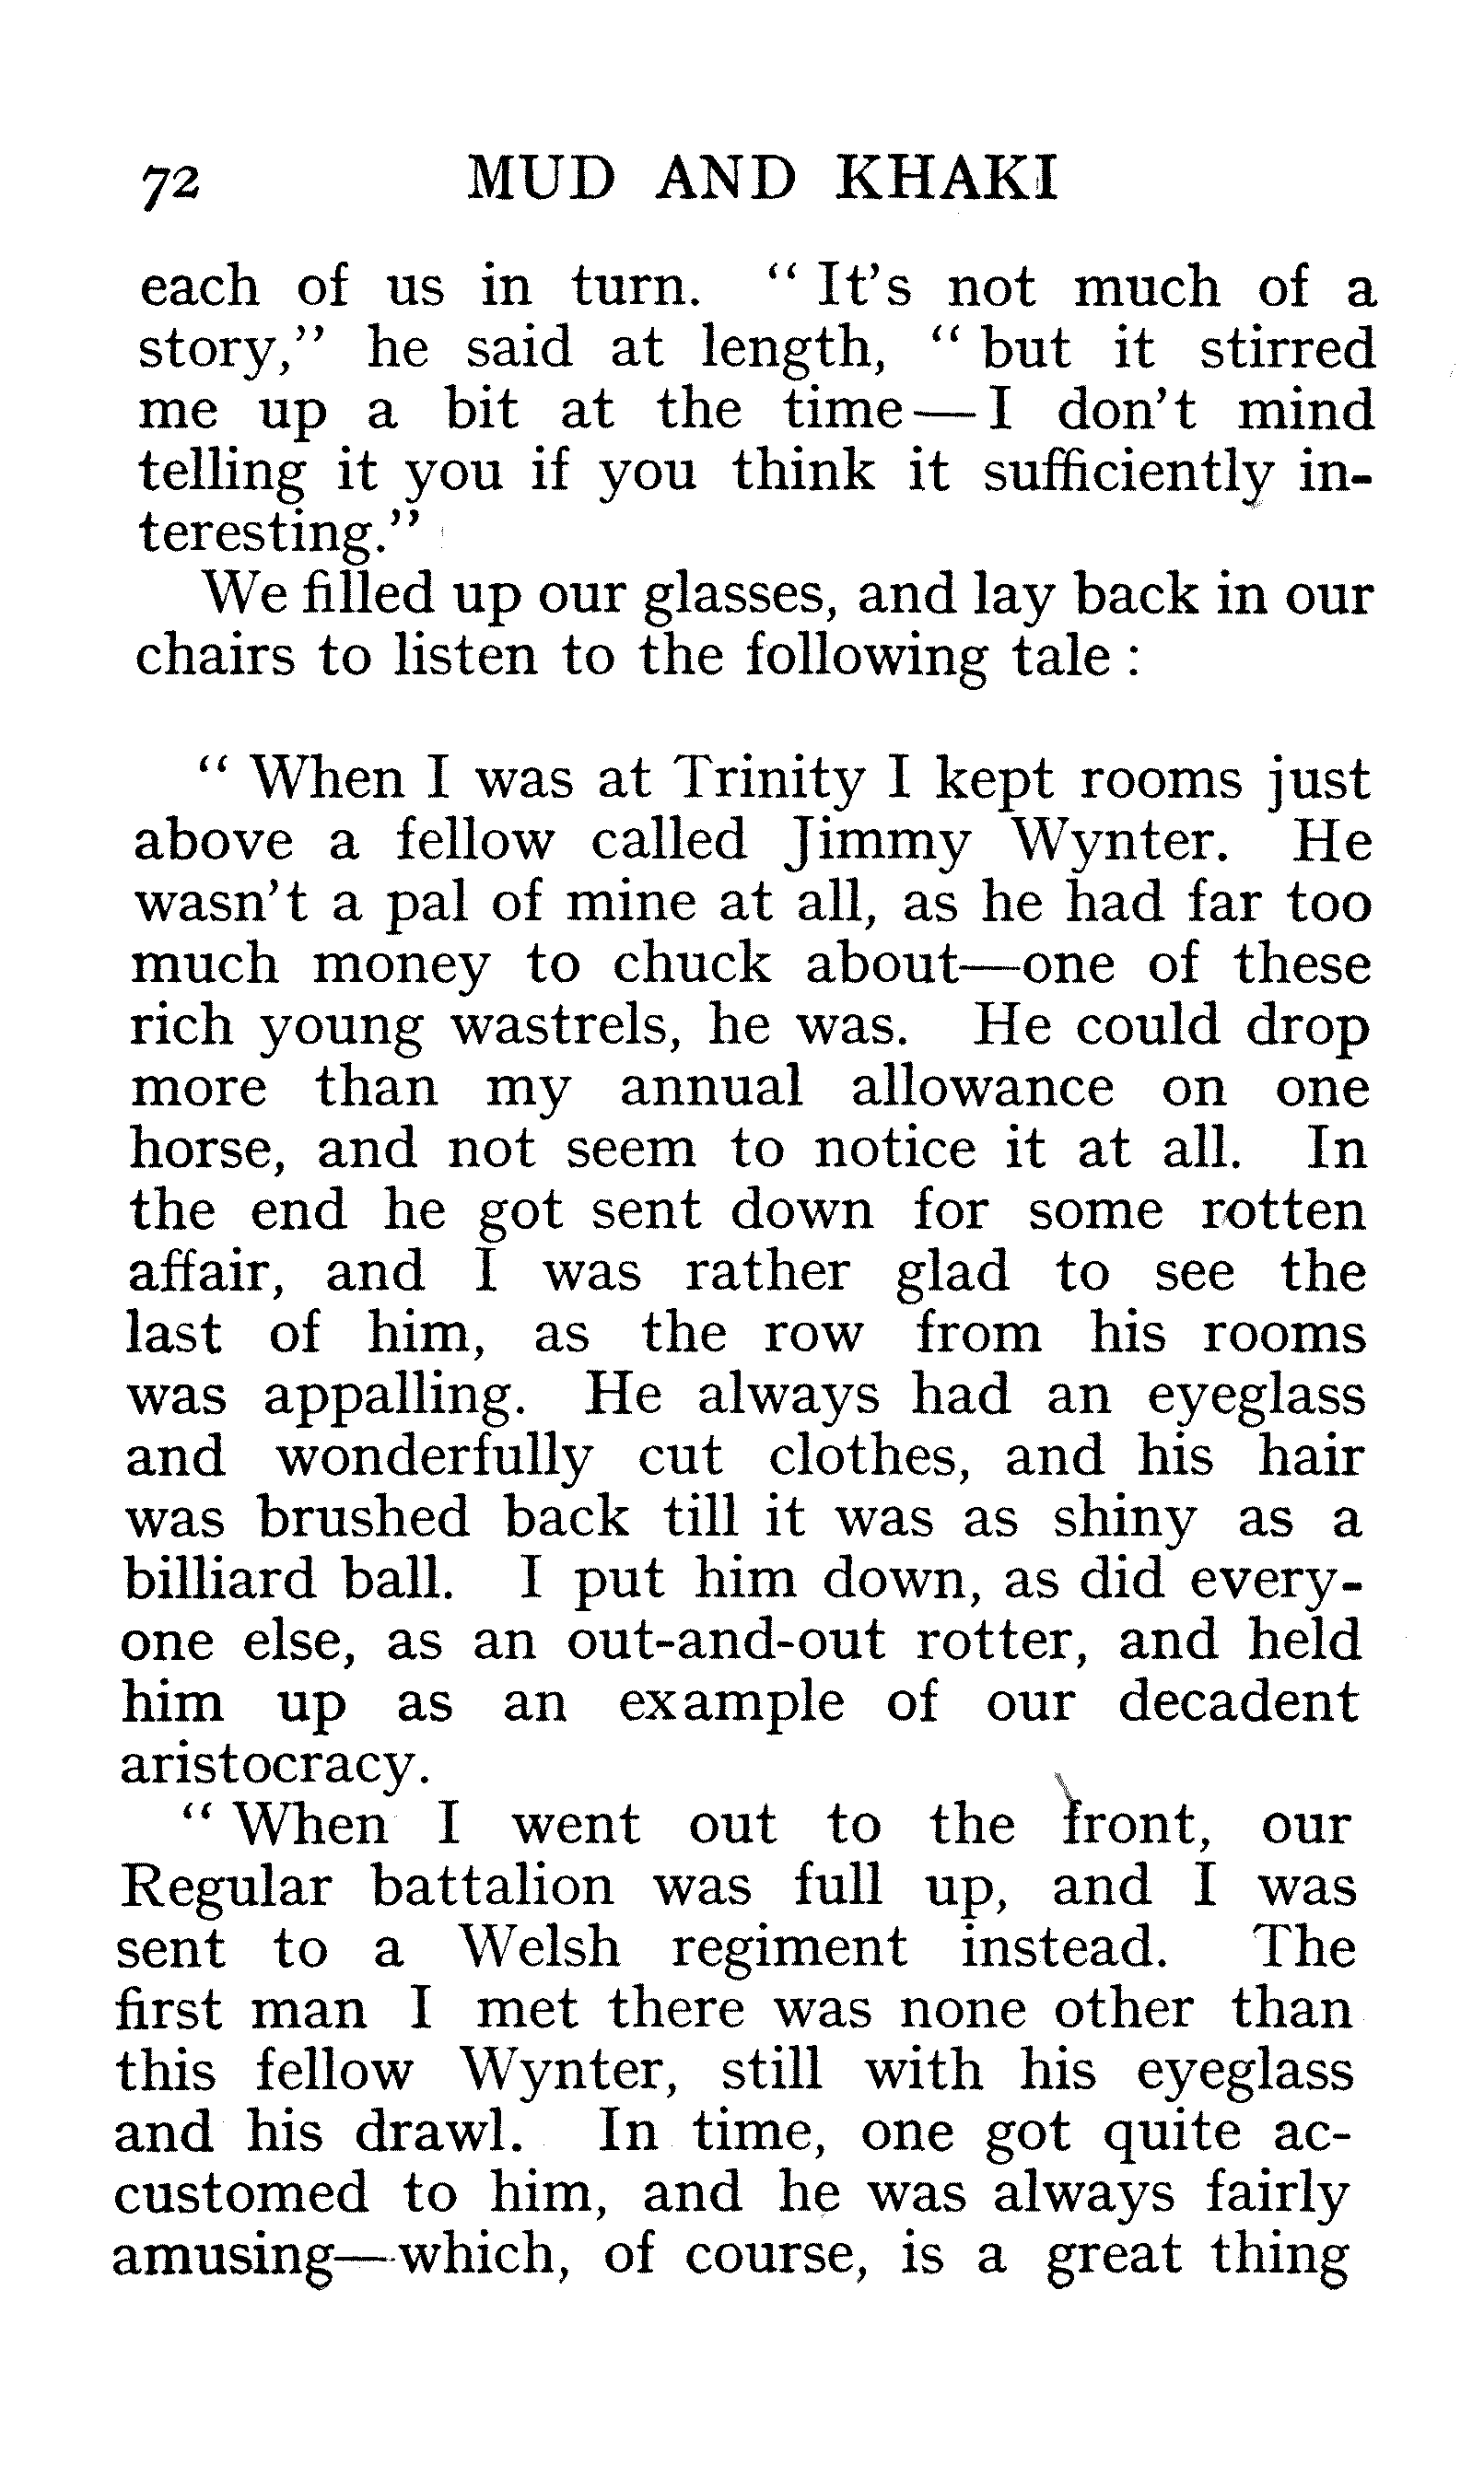 72 MUD AND KHAKI
each of us in turn. "It's not much of a
story," he said at length, "but it stirred
me up a bit at the time—I don't mind
telling it you if you think it sufficiently in-
teresting."
We filled up our glasses, and lay back in our
chairs to listen to the following tale :
"When I was at Trinity I kept rooms just
above a fellow called Jimmy Wynter. He
wasn't a pal of mine at all, as he had far too
much money to chuck about—one of these
rich young wastrels, he was. He could drop
more than my annual allowance on one
horse, and not seem to notice it at all. In
the end he got sent down for some rotten
affair, and I was rather glad to see the
last of him, as the row from his rooms
was appalling. He always had an eyeglass
and wonderfully cut clothes, and his hair
was brushed back till it was as shiny as a
billiard ball. I put him down, as did every-
one else, as an out-and-out rotter, and held
him up as an example of our decadent
aristocracy.
"When I went out to the front, our
Regular battalion was full up, and I was
sent to a Welsh regiment instead. The
first man I met there was none other than
this fellow Wynter, still with his eyeglass
and his drawl. In time, one got quite ac-
customed to him, and he was always fairly
amusing—which, of course, is a great thing